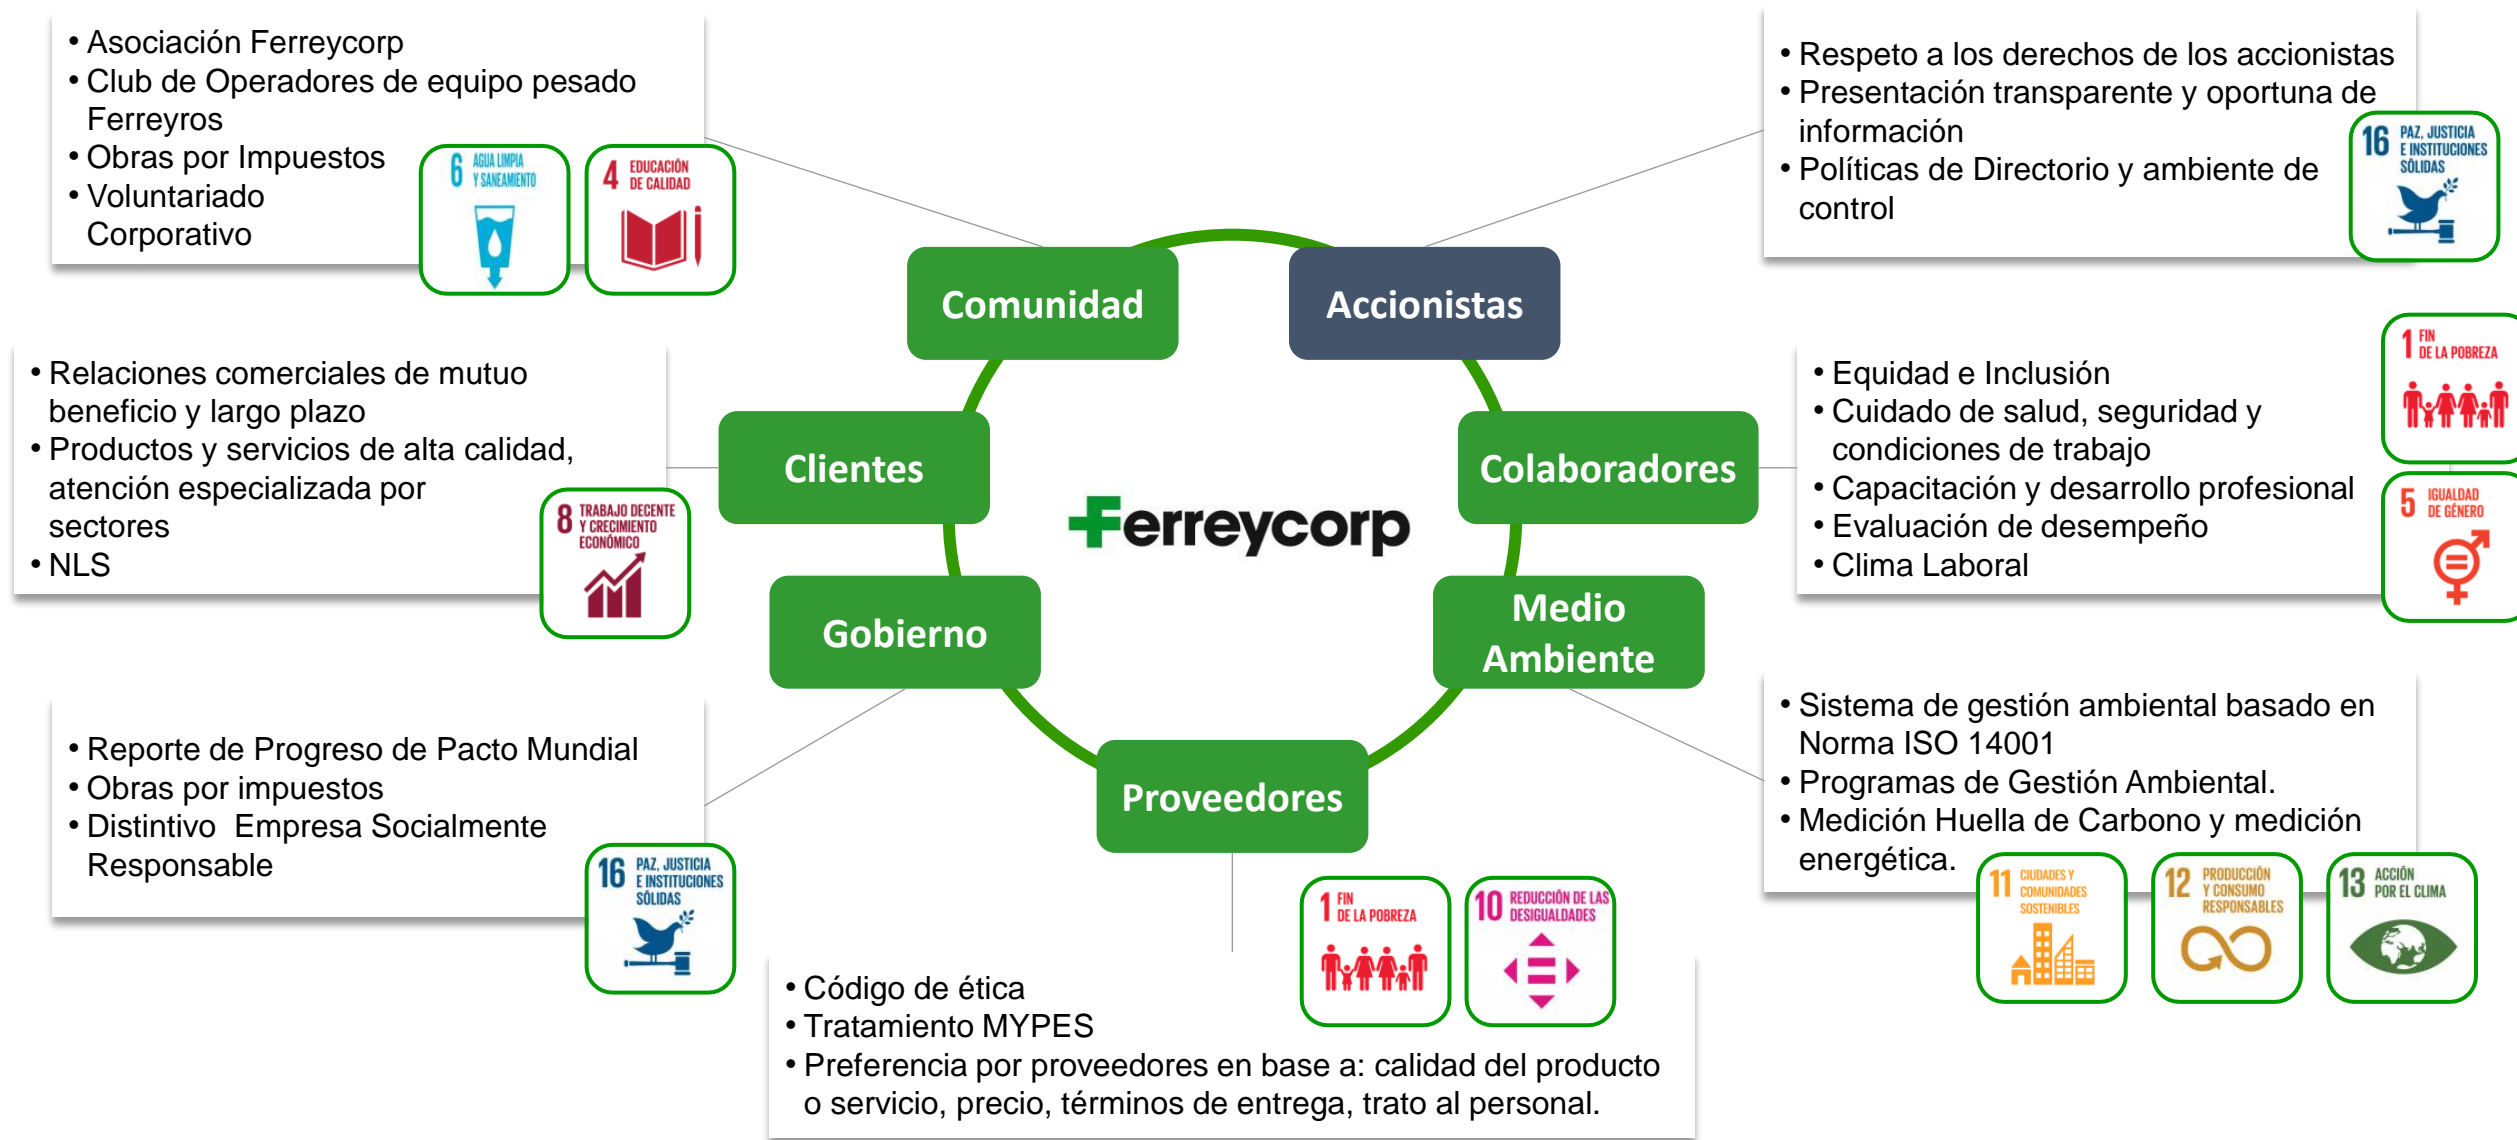 • Asociación Ferreycorp
• Club de Operadores de equipo pesado
Ferreyros
• Obras por Impuestos
• Voluntariado
Corporativo
6 AGUA LIMPIA
Y SANEAMIENTO
4 EDUCACIÓN
DE CALIDAD
• Respeto a los derechos de los accionistas
• Presentación transparente y oportuna de
información
• Políticas de Directorio y ambiente de
control
16 PAZ, JUSTICIA
E INSTITUCIONES
SÓLIDAS
Comunidad
Accionistas
• Relaciones comerciales de mutuo
beneficio y largo plazo
• Productos y servicios de alta calidad,
atención especializada por
sectores
• NLS
8 TRABAJO DECENTE
Y CRECIMIENTO
ECONÓMICO
Clientes
Ferreycorp
Colaboradores
• Equidad e Inclusión
• Cuidado de salud, seguridad y
condiciones de trabajo
• Capacitación y desarrollo profesional
• Evaluación de desempeño
• Clima Laboral
1 FIN
DE LA POBREZA
5 IGUALDAD
DE GÉNERO
Gobierno
Medio
Ambiente
• Reporte de Progreso de Pacto Mundial
• Obras por impuestos
• Distintivo  Empresa Socialmente
Responsable
16 PAZ, JUSTICIA
E INSTITUCIONES
SÓLIDAS
Proveedores
• Sistema de gestión ambiental basado en
Norma ISO 14001
• Programas de Gestión Ambiental.
• Medición Huella de Carbono y medición
energética.
11 CIUDADES Y
COMUNIDADES
SOSTENIBLES
12 PRODUCCIÓN
Y CONSUMO
RESPONSABLES
13 ACCIÓN
POR EL CLIMA
1 FIN
DE LA POBREZA
10 REDUCCIÓN DE LAS
DESIGUALDADES
• Código de ética
• Tratamiento MYPES
• Preferencia por proveedores en base a: calidad del producto
o servicio, precio, términos de entrega, trato al personal.